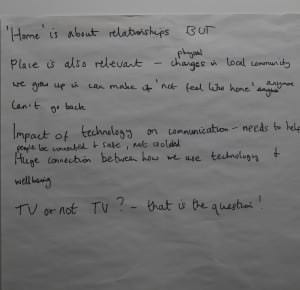 'Home' is about relationships BUT
physical
Place is also relevant – changes in local community
we grew up in can make it 'not feel like home' anymore
Can't go back
Impact of technology on communication – needs to help
people be connected & safe, not isolated
Huge connection between how we use technology &
wellbeing
TV or not TV? – that is the question!